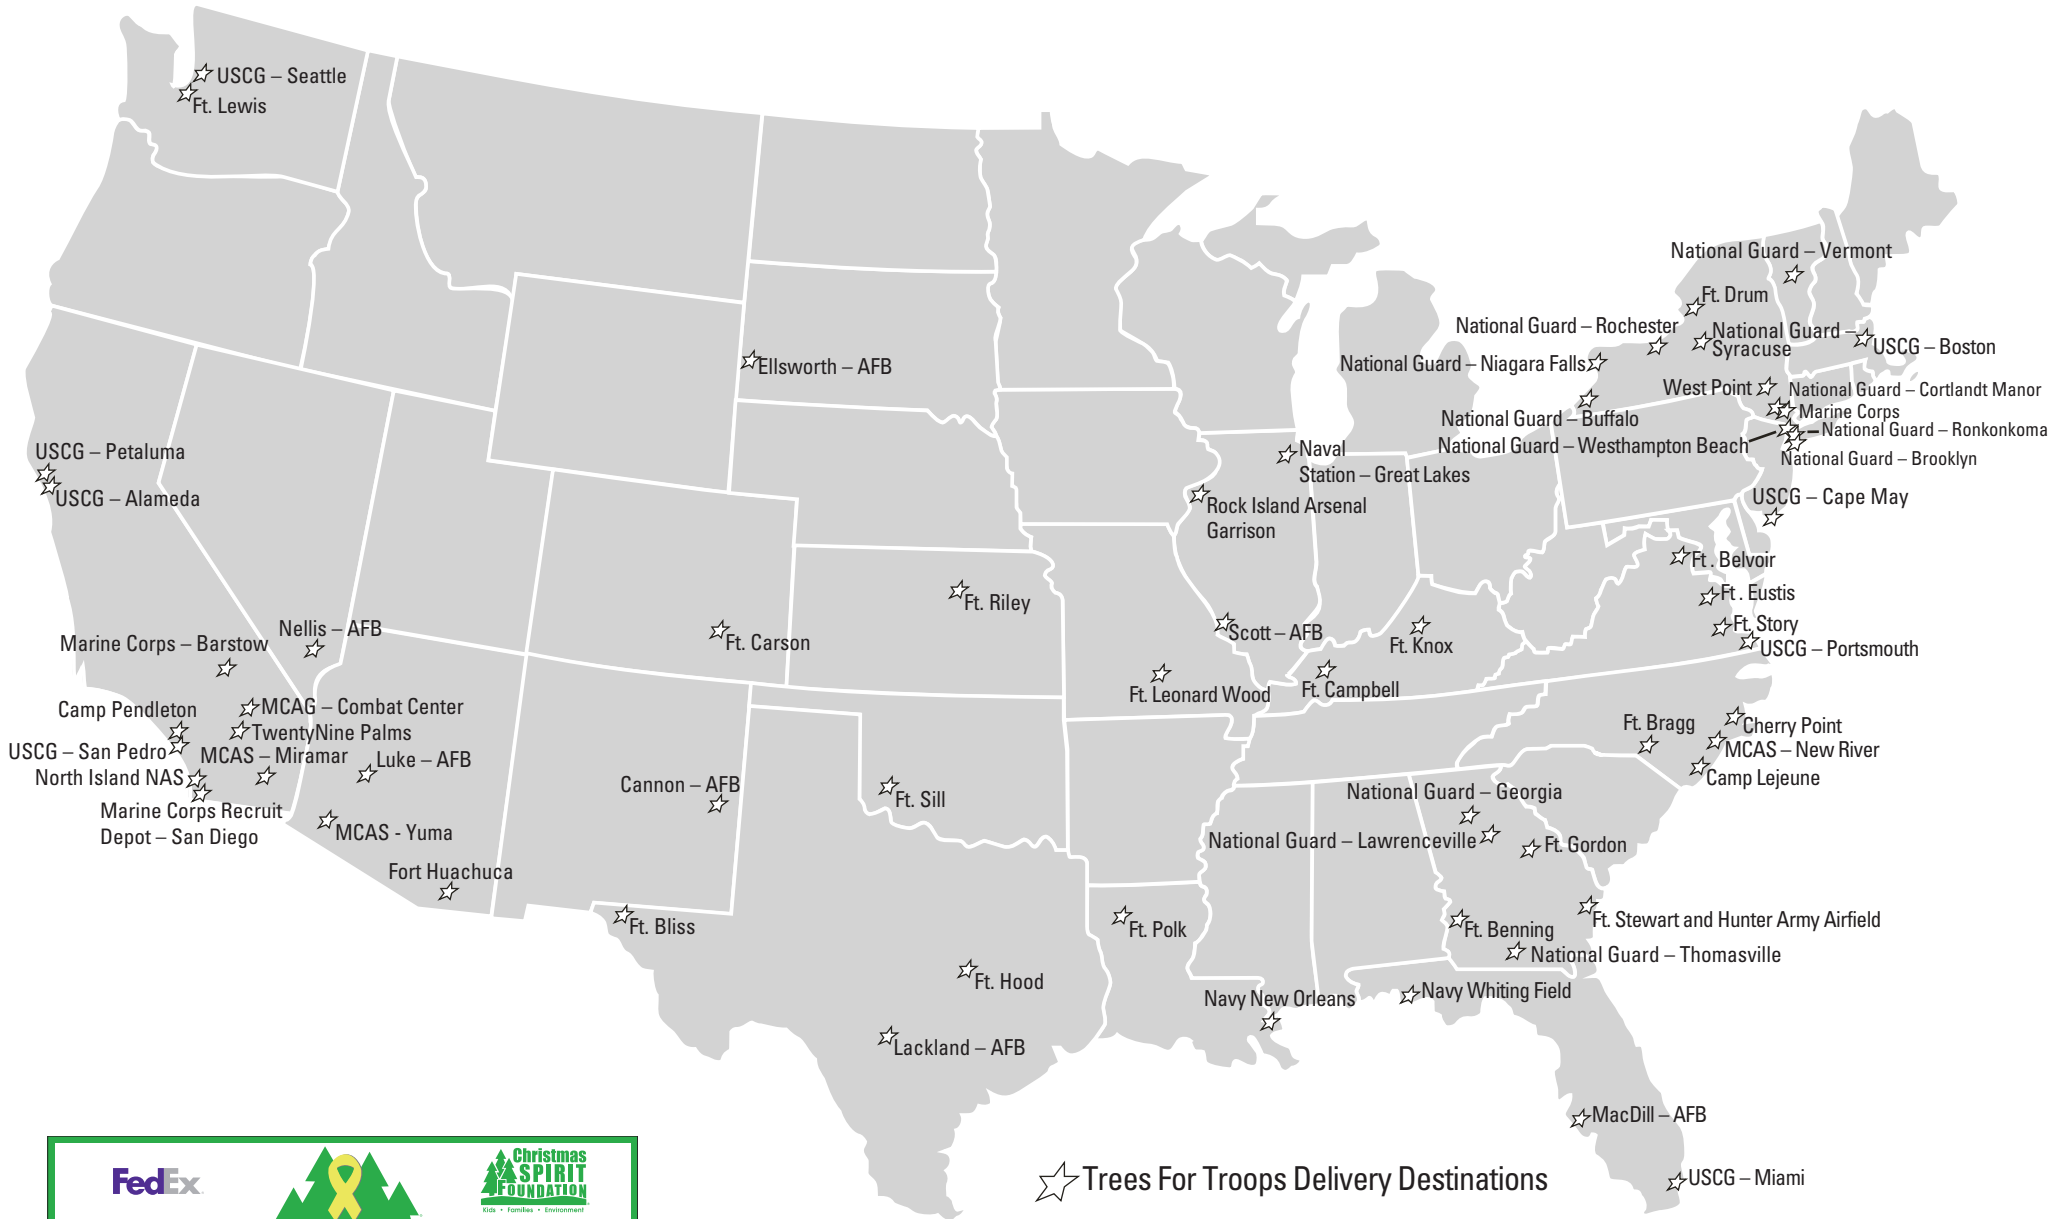 USCG – Seattle
Ft. Lewis
National Guard – Vermont
Ft. Drum
National Guard – Rochester
National Guard –
Syracuse
USCG – Boston
National Guard – Niagara Falls
Ellsworth – AFB
West Point
National Guard – Cortlandt Manor
Marine Corps
National Guard – Buffalo
National Guard – Ronkonkoma
National Guard – Westhampton Beach
National Guard – Brooklyn
USCG – Petaluma
USCG – Alameda
Naval
Station – Great Lakes
Rock Island Arsenal
Garrison
USCG – Cape May
Ft . Belvoir
Ft . Eustis
Ft. Story
USCG – Portsmouth
Ft. Riley
Nellis – AFB
Marine Corps – Barstow
Ft. Carson
Scott – AFB
Ft. Knox
Ft. Leonard Wood
Ft. Campbell
Camp Pendleton
MCAG – Combat Center
TwentyNine Palms
USCG – San Pedro
MCAS – Miramar
Luke – AFB
North Island NAS
Marine Corps Recruit
Depot – San Diego
MCAS - Yuma
Fort Huachuca
Cannon – AFB
Ft. Sill
Ft. Bragg
Cherry Point
MCAS – New River
Camp Lejeune
National Guard – Georgia
National Guard – Lawrenceville
Ft. Gordon
Ft. Bliss
Ft. Polk
Ft. Benning
Ft. Stewart and Hunter Army Airfield
National Guard – Thomasville
Ft. Hood
Navy New Orleans
Navy Whiting Field
Lackland – AFB
MacDill – AFB
USCG – Miami
Trees For Troops Delivery Destinations
FedEx
Christmas
SPIRIT
FOUNDATION
Kids • Families • Environment